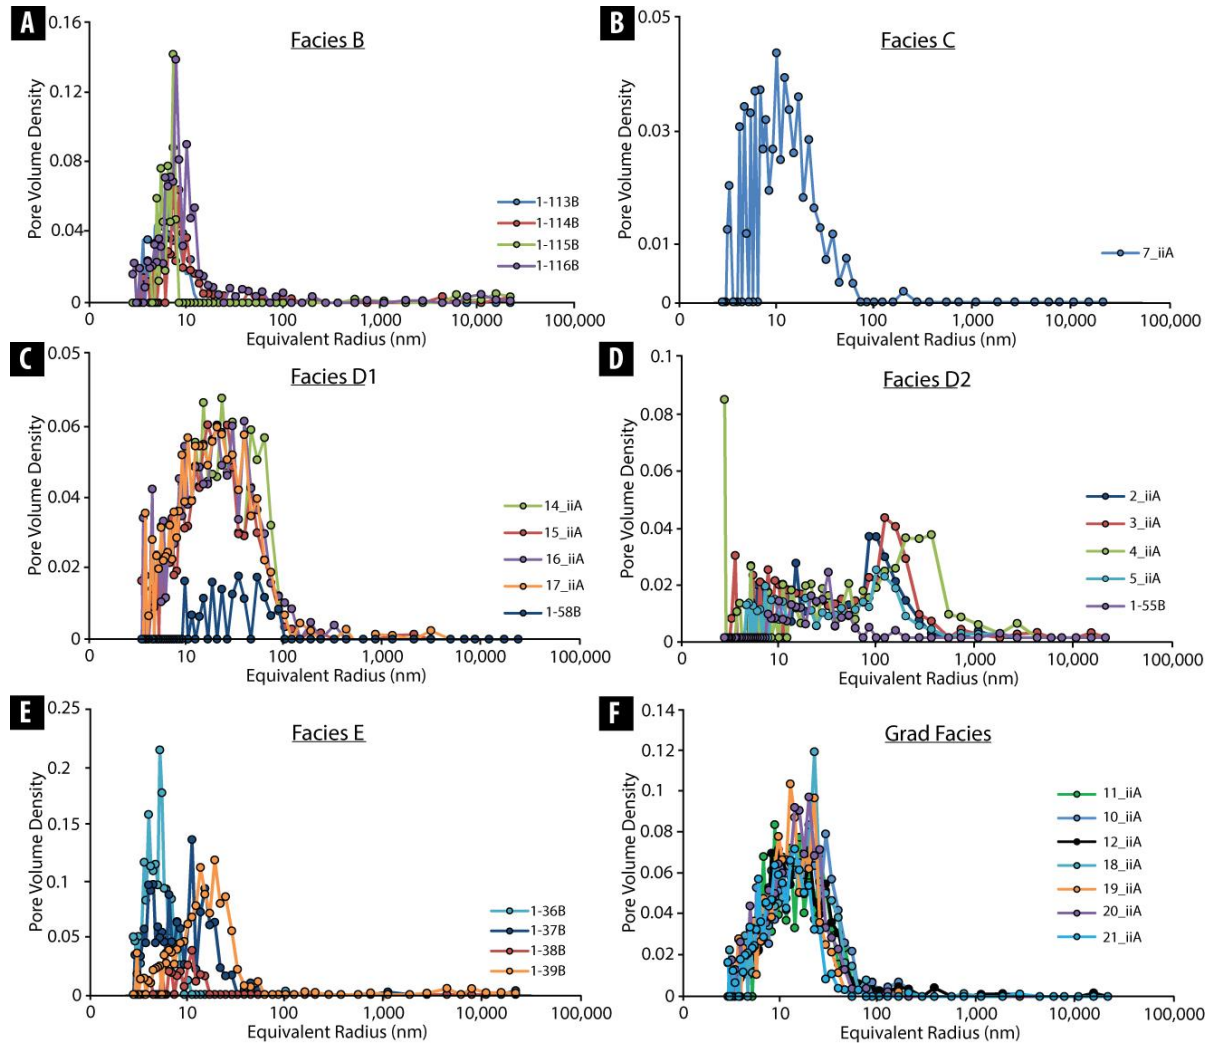 A
Facies B
Pore Volume Density
0.16
0.12
0.08
0.04
0
1-113B
1-114B
1-115B
1-116B
0 10 100 1,000 10,000 100,000
Equivalent Radius (nm)
B
Facies C
Pore Volume Density
0.05
0.03
0.01
0
7_iiA
0 10 100 1,000 10,000 100,000
Equivalent Radius (nm)
C
Facies D1
Pore Volume Density
0.05
0.06
0.04
0.02
0
14_iiA
15_iiA
16_iiA
17_iiA
1-58B
0 10 100 1,000 10,000 100,000
Equivalent Radius (nm)
D
Facies D2
Pore Volume Density
0.1
0.08
0.06
0.04
0.02
0
2_iiA
3_iiA
4_iiA
5_iiA
1-55B
0 10 100 1,000 10,000 100,000
Equivalent Radius (nm)
E
Facies E
Pore Volume Density
0.25
0.2
0.15
0.1
0.05
0
1-36B
1-37B
1-38B
1-39B
0 10 100 1,000 10,000 100,000
Equivalent Radius (nm)
F
Grad Facies
Pore Volume Density
0.14
0.12
0.10
0.08
0.06
0.04
0.02
0
11_iiA
10_iiA
12_iiA
18_iiA
19_iiA
20_iiA
21_iiA
0 10 100 1,000 10,000 100,000
Equivalent Radius (nm)